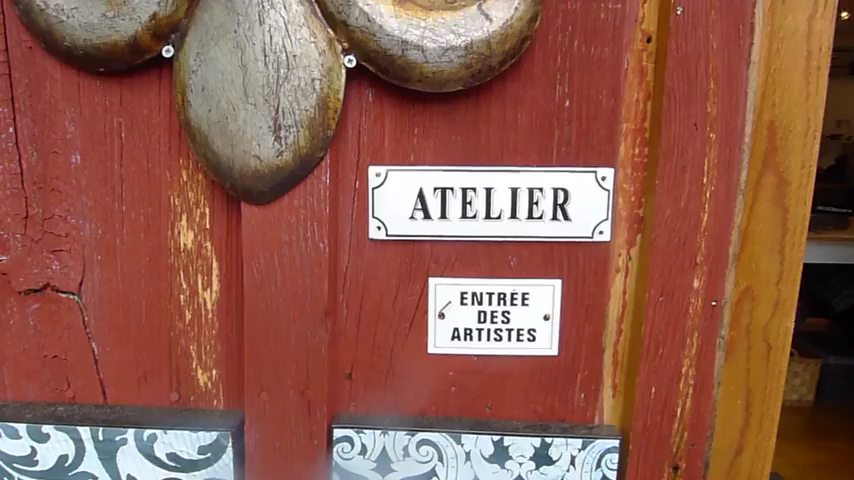 ATELIER
ENTRÉE
DES
ARTISTES